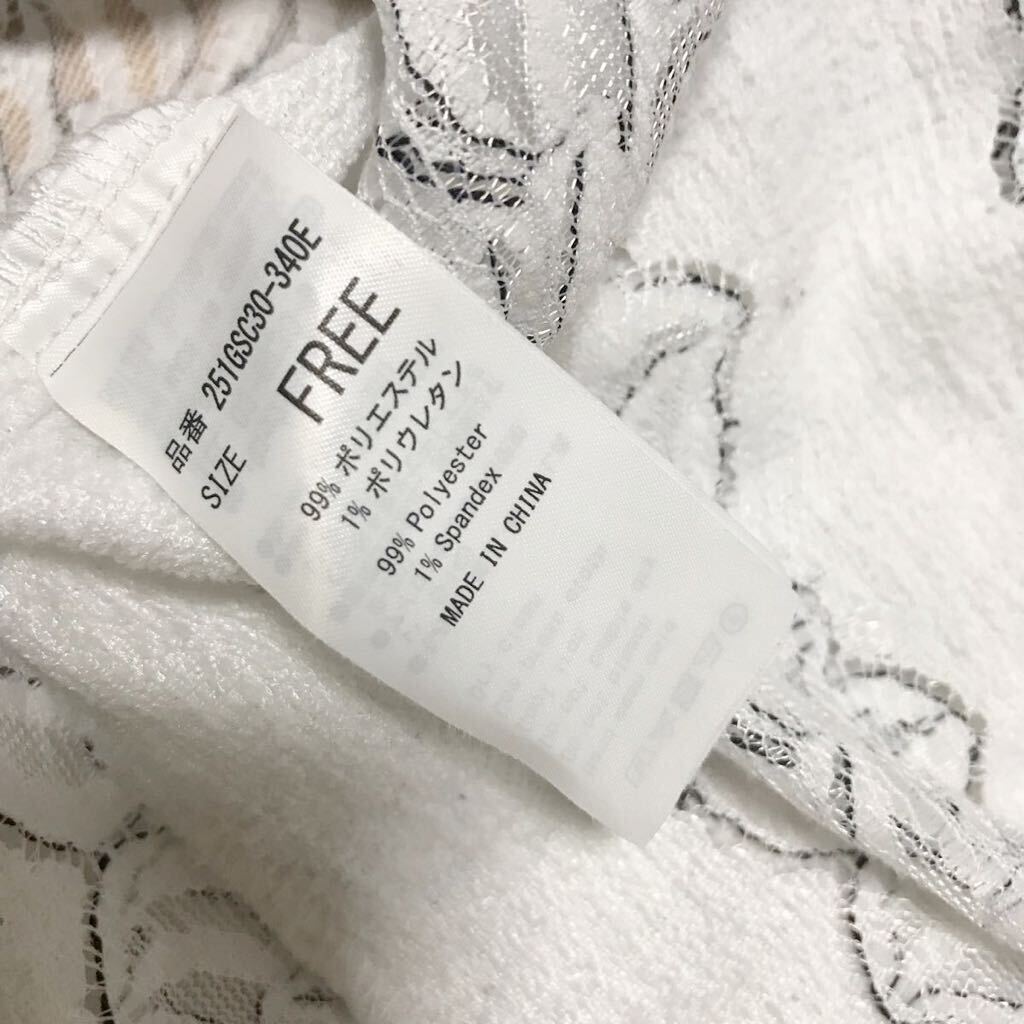 品番 251GSC30-340E
SIZE FREE
99% ポリエステル
1% ポリウレタン
99% Polyester
1% Spandex
MADE IN CHINA